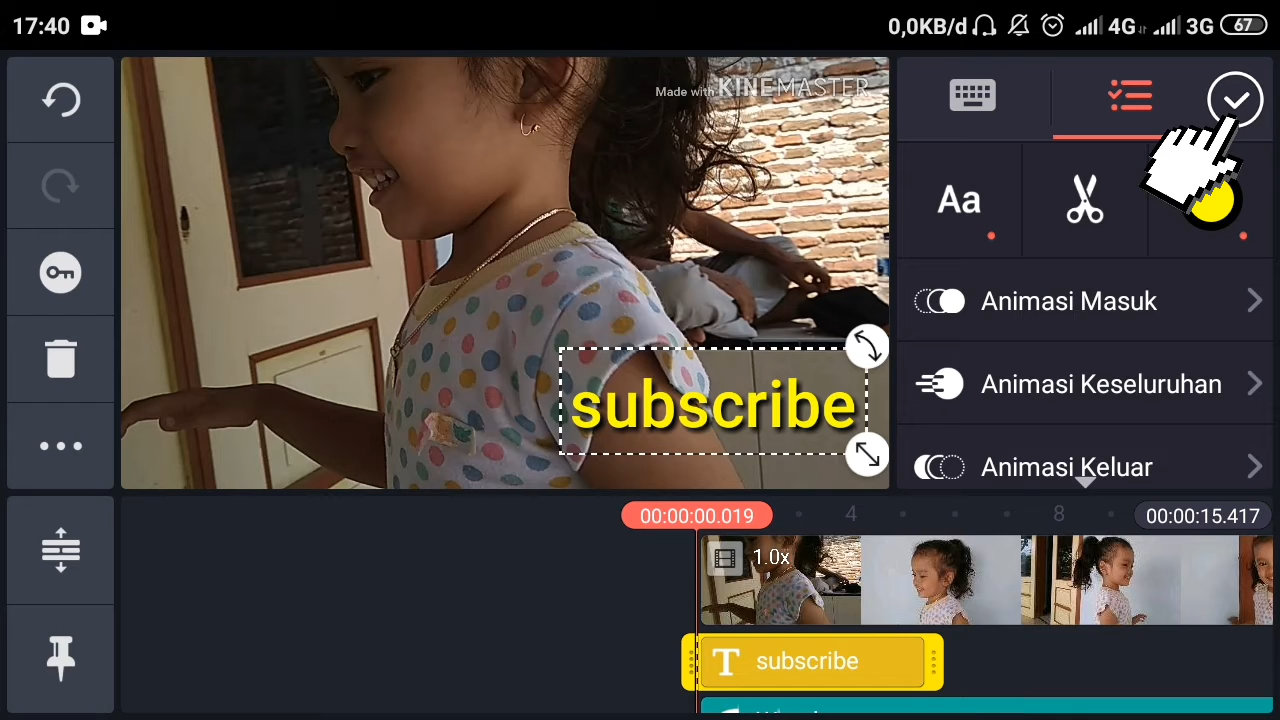 17:40
0,0KB/d
4G
3G
67
Made with KINEMASTER
Aa
Animasi Masuk
Animasi Keseluruhan
Animasi Keluar
subscribe
00:00:00.019
4
8
00:00:15.417
1.0x
T subscribe